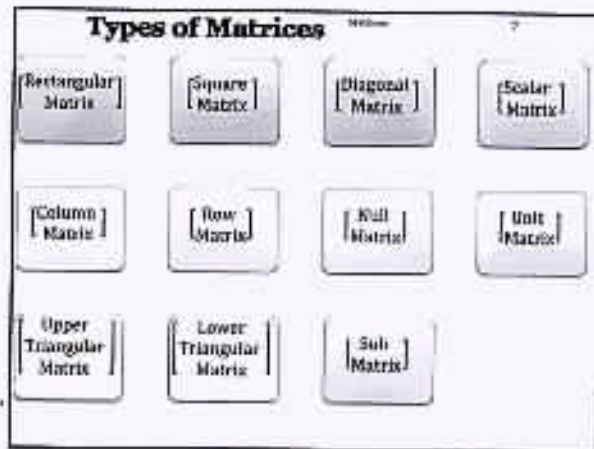 Types of Matrices
Rectangular
Matrix
Square
Matrix
Diagonal
Matrix
Scalar
Matrix
Column
Matrix
Row
Matrix
Null
Matrix
Unit
Matrix
Upper
Triangular
Matrix
Lower
Triangular
Matrix
Sub
Matrix